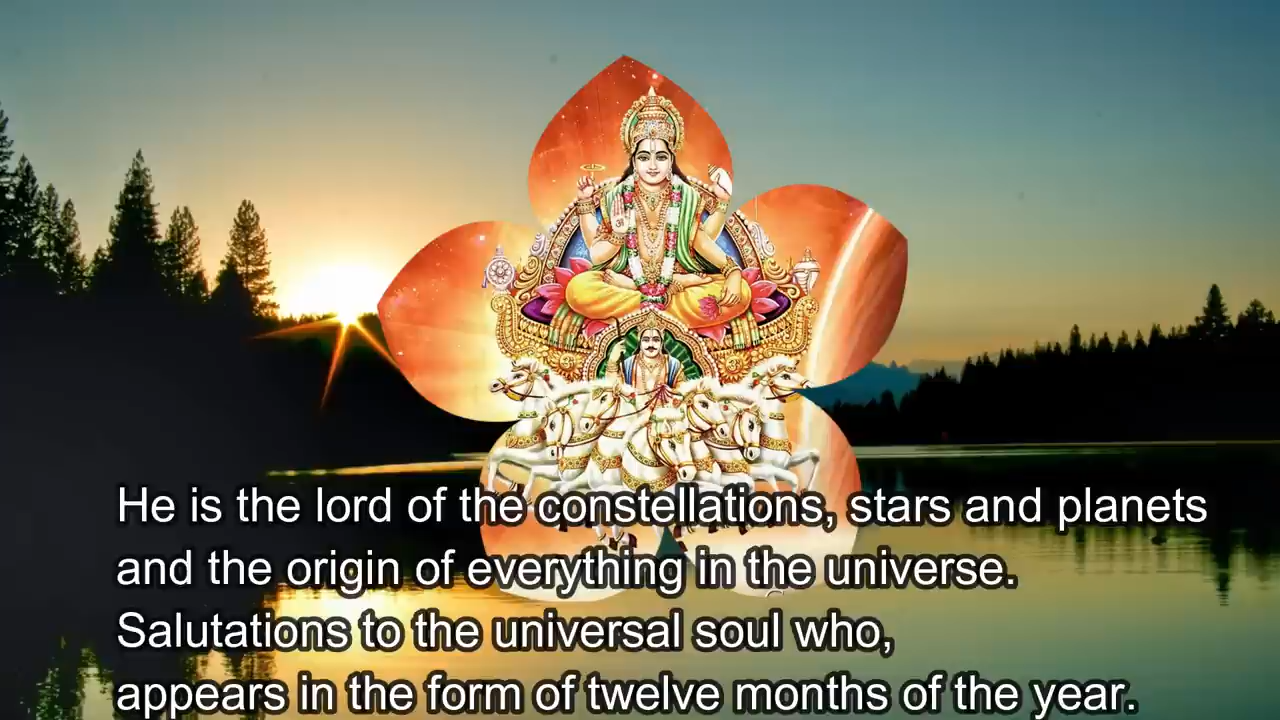 He is the lord of the constellations, stars and planets
and the origin of everything in the universe.
Salutations to the universal soul who,
appears in the form of twelve months of the year.